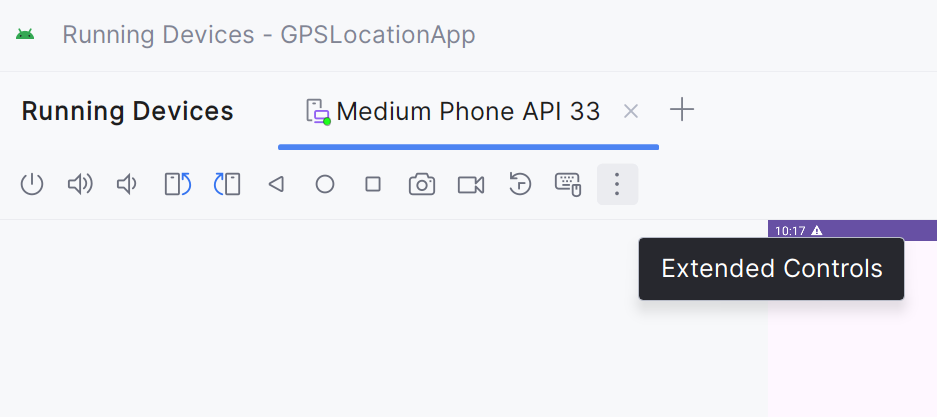 Running Devices - GPSLocationApp
Running Devices
Medium Phone API 33
10:17
Extended Controls